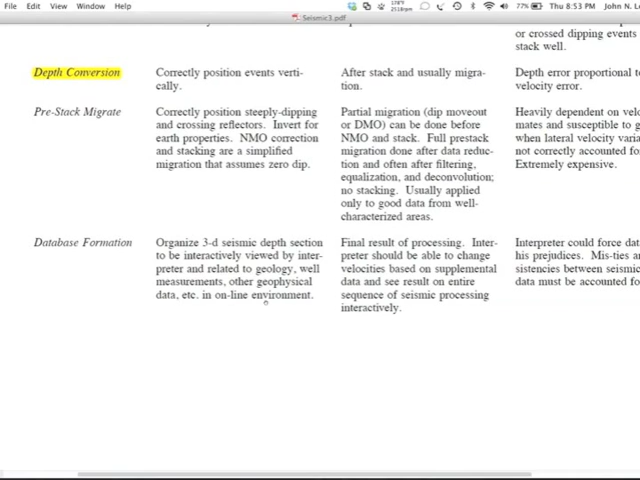 File Edit View Window Help
77% Thu 8:53 PM John N. Lo
Seismic3.pdf
or crossed dipping events
stack well.
Depth Conversion
Correctly position events verti-
cally.
After stack and usually migra-
tion.
Depth error proportional to
velocity error.
Pre-Stack Migrate
Correctly position steeply-dipping
and crossing reflectors. Invert for
earth properties. NMO correction
and stacking are a simplified
migration that assumes zero dip.
Partial migration (dip moveout
or DMO) can be done before
NMO and stack. Full prestack
migration done after data reduc-
tion and often after filtering,
equalization, and deconvolution;
no stacking. Usually applied
only to good data from well-
characterized areas.
Heavily dependent on velo
mates and susceptible to g
when lateral velocity varia
not correctly accounted fo
Extremely expensive.
Database Formation
Organize 3-d seismic depth section
to be interactively viewed by inter-
preter and related to geology, well
measurements, other geophysical
data, etc. in on-line environment.
Final result of processing. Inter-
preter should be able to change
velocities based on supplemental
data and see result on entire
sequence of seismic processing
interactively.
Interpreter could force dat
his prejudices. Mis-ties an
sistencies between seismic
data must be accounted fo